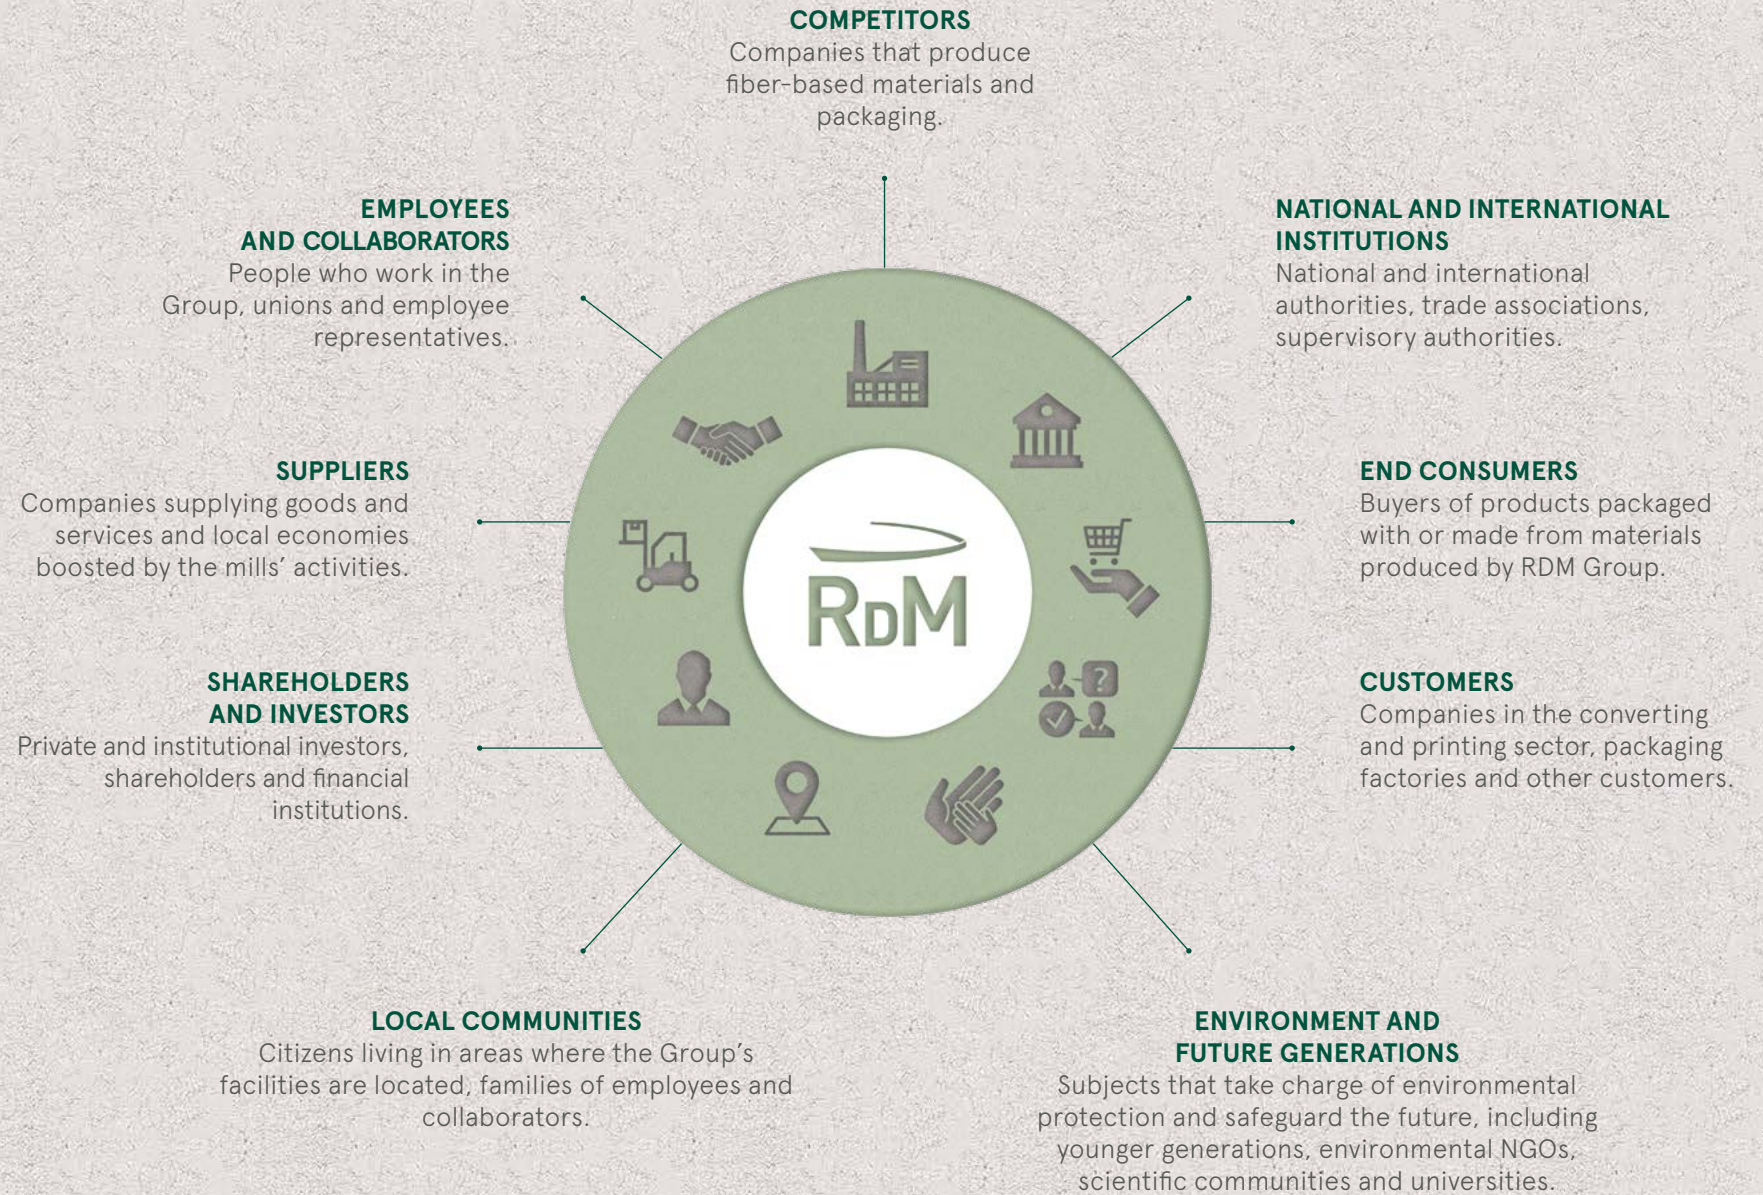 COMPETITORS
Companies that produce
fiber-based materials and
packaging.
EMPLOYEES
AND COLLABORATORS
People who work in the
Group, unions and employee
representatives.
NATIONAL AND INTERNATIONAL
INSTITUTIONS
National and international
authorities, trade associations,
supervisory authorities.
SUPPLIERS
Companies supplying goods and
services and local economies
boosted by the mills' activities.
END CONSUMERS
Buyers of products packaged
with or made from materials
produced by RDM Group.
RDM
?
SHAREHOLDERS
AND INVESTORS
Private and institutional investors,
shareholders and financial
institutions.
CUSTOMERS
Companies in the converting
and printing sector, packaging
factories and other customers.
LOCAL COMMUNITIES
Citizens living in areas where the Group's
facilities are located, families of employees and
collaborators.
ENVIRONMENT AND
FUTURE GENERATIONS
Subjects that take charge of environmental
protection and safeguard the future, including
younger generations, environmental NGOs,
scientific communities and universities.